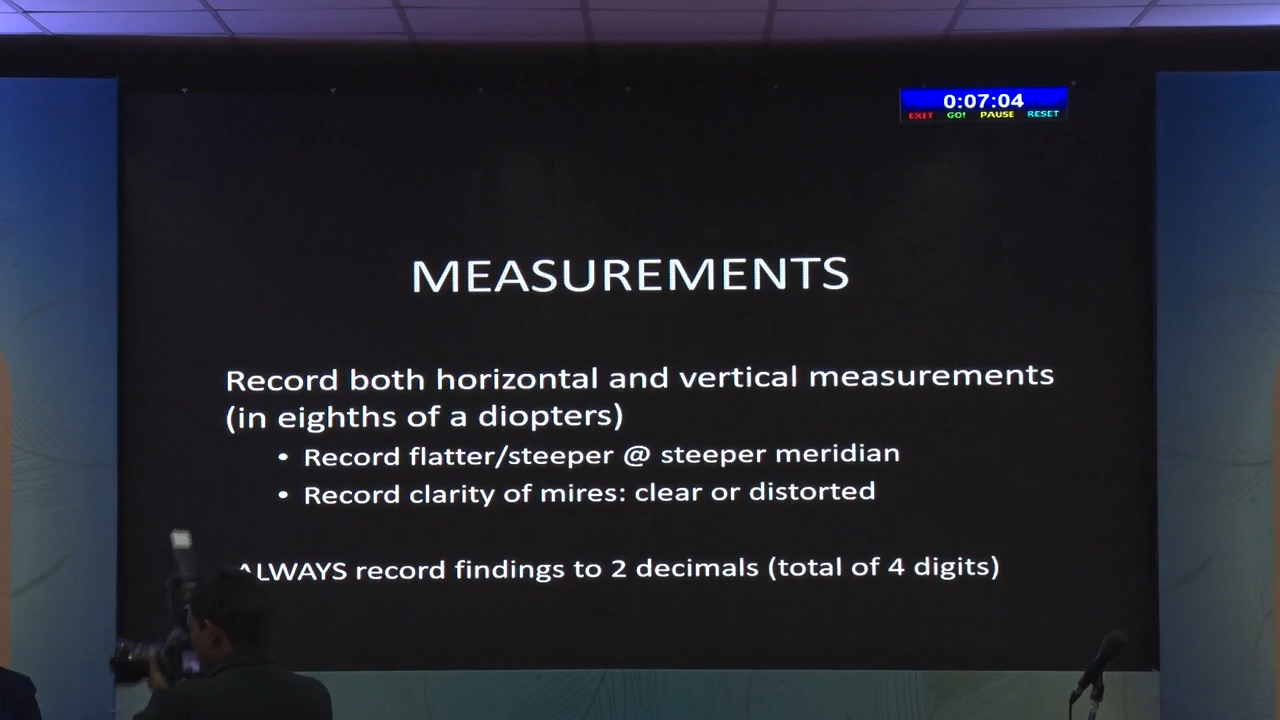 0:07:04
EXIT GO! PAUSE RESET
MEASUREMENTS
Record both horizontal and vertical measurements
(in eighths of a diopters)
• Record flatter/steeper @ steeper meridian
• Record clarity of mires: clear or distorted
ALWAYS record findings to 2 decimals (total of 4 digits)